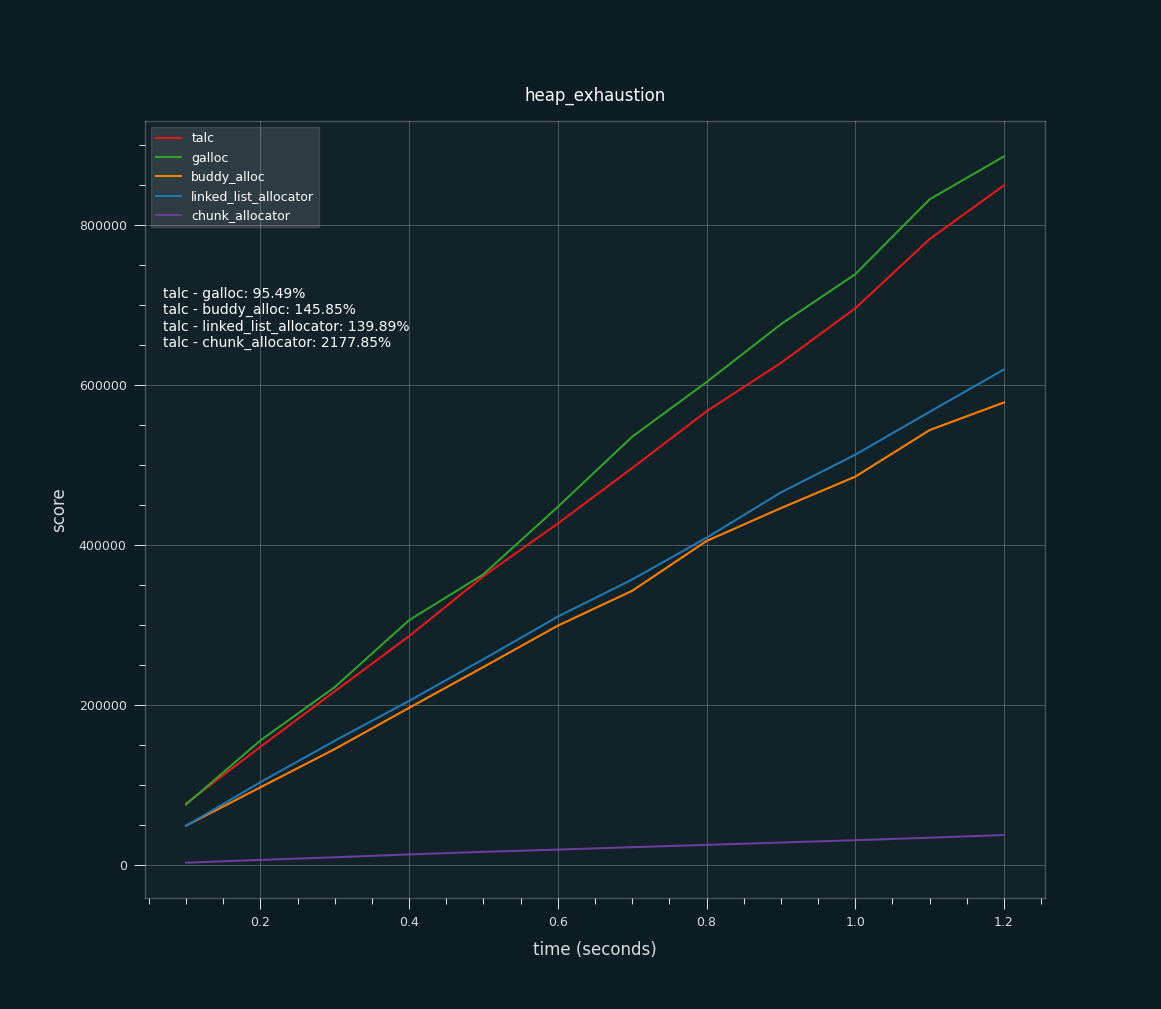 heap_exhaustion
talc
galloc
buddy_alloc
linked_list_allocator
chunk_allocator
talc - galloc: 95.49%
talc - buddy_alloc: 145.85%
talc - linked_list_allocator: 139.89%
talc - chunk_allocator: 2177.85%
800000
600000
400000
200000
0
score
0.2
0.4
0.6
0.8
1.0
1.2
time (seconds)